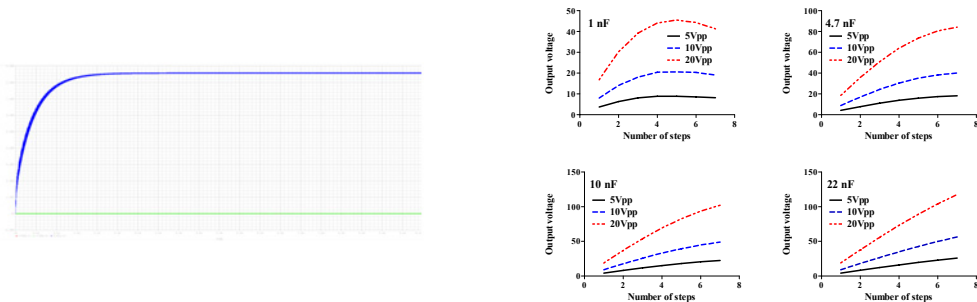 1 nF
Output voltage
50
40
30
20
10
0
0 2 4 6 8
Number of steps
5Vpp
10Vpp
20Vpp
4.7 nF
Output voltage
100
80
60
40
20
0
0 2 4 6 8
Number of steps
5Vpp
10Vpp
20Vpp
10 nF
Output voltage
150
100
50
0
0 2 4 6 8
Number of steps
5Vpp
10Vpp
20Vpp
22 nF
Output voltage
150
100
50
0
0 2 4 6 8
Number of steps
5Vpp
10Vpp
20Vpp